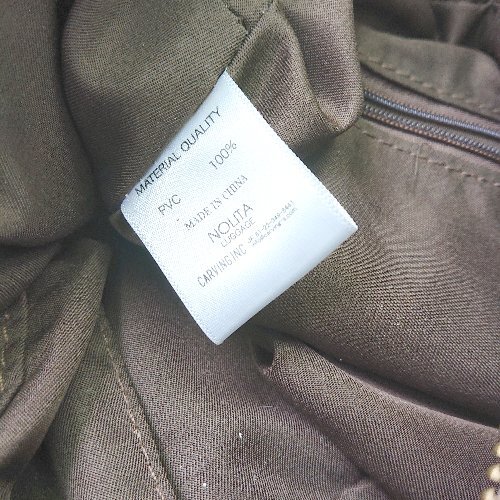 MATERIAL QUALITY
PVC 100%
MADE IN CHINA
NOLITA
LUGGAGE
CARVING,INC